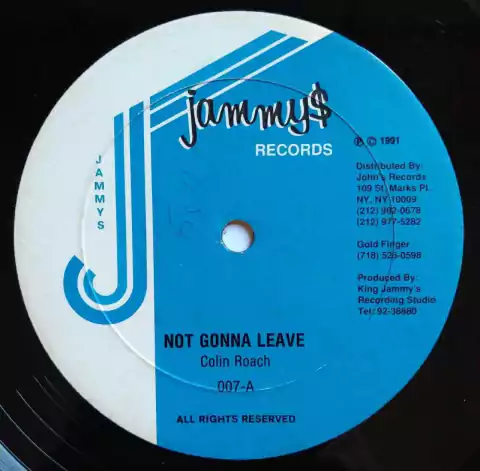 jammy$
RECORDS
JAMMYS
℗ © 1991
Distributed By:
John's Records
109 St. Marks Pl.
NY, NY 10009
(212) 982-0678
(212) 977-5282
Gold Finger
(718) 526-0598
Produced By:
King Jammy's
Recording Studio
Tel: 92-36680
NOT GONNA LEAVE
Colin Roach
007-A
ALL RIGHTS RESERVED